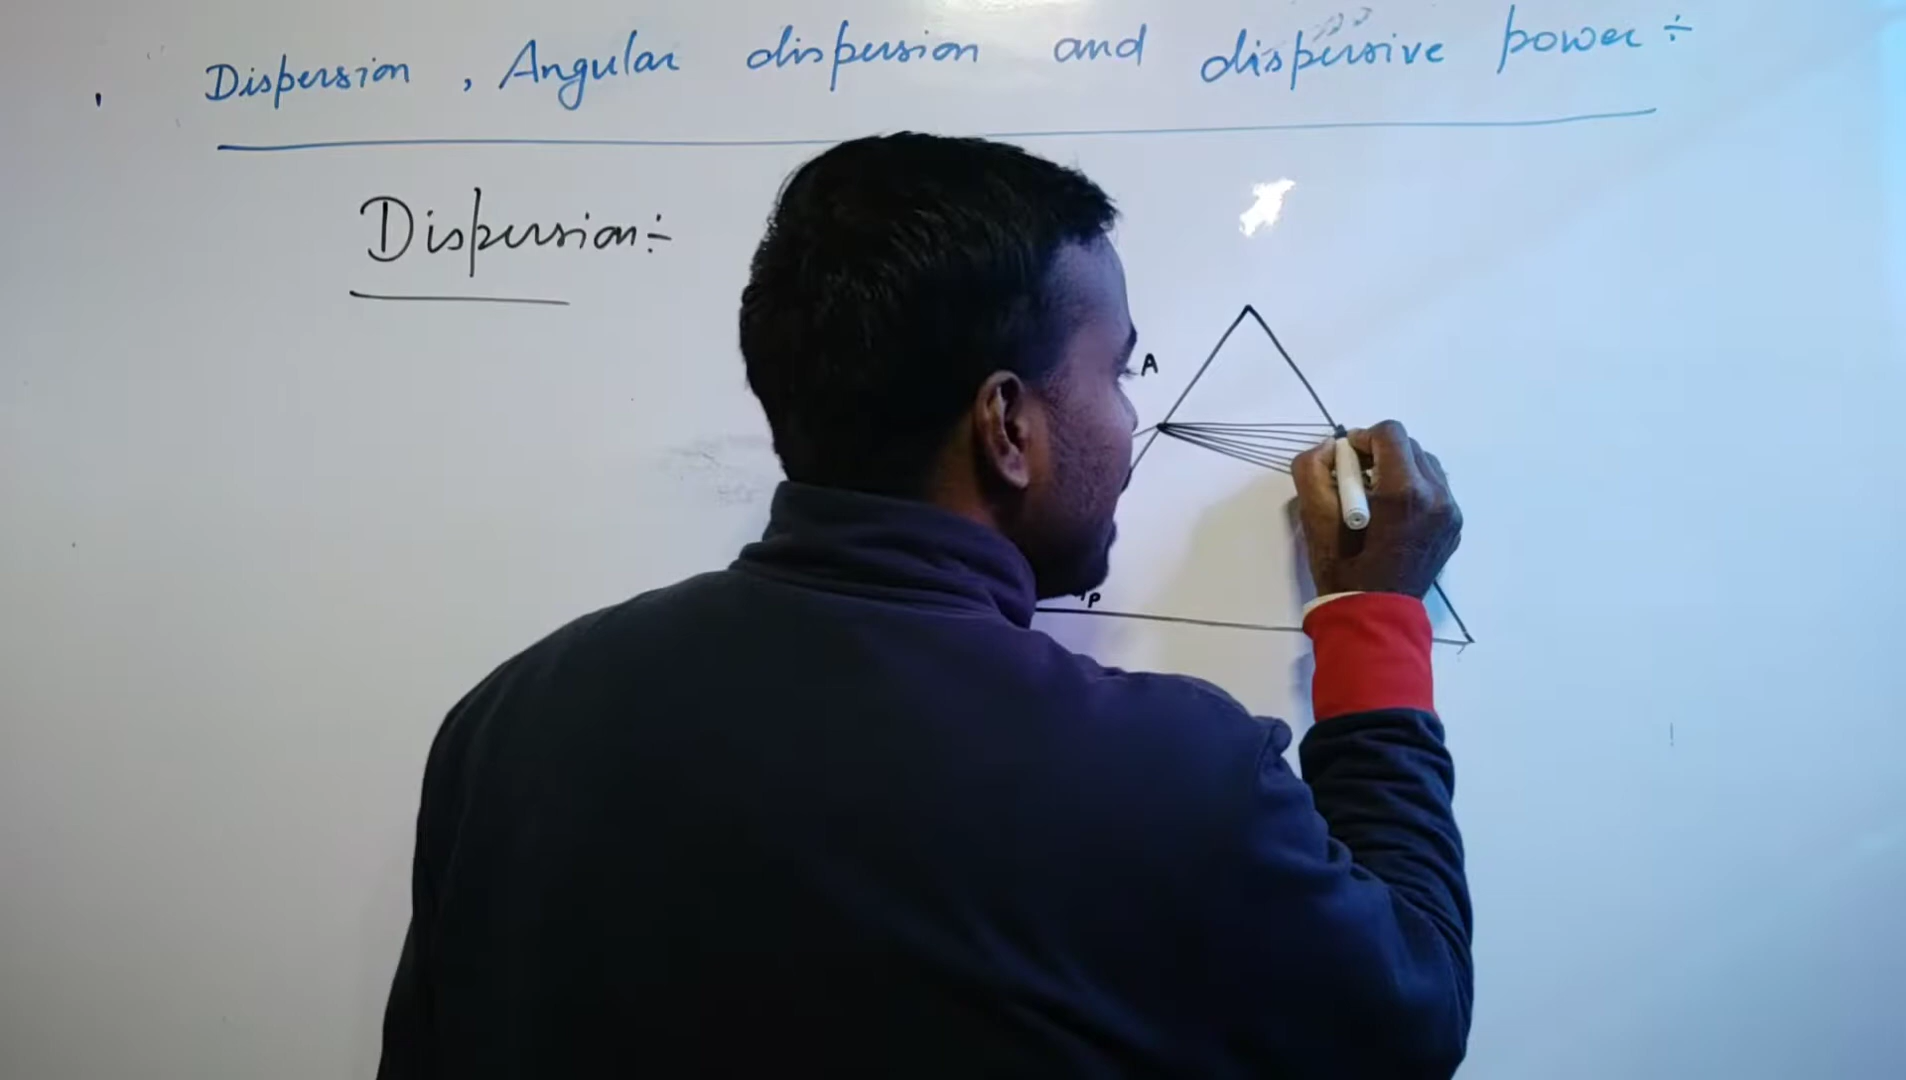 Dispersion, Angular dispersion and dispersive power ÷
Dispersion ÷
A